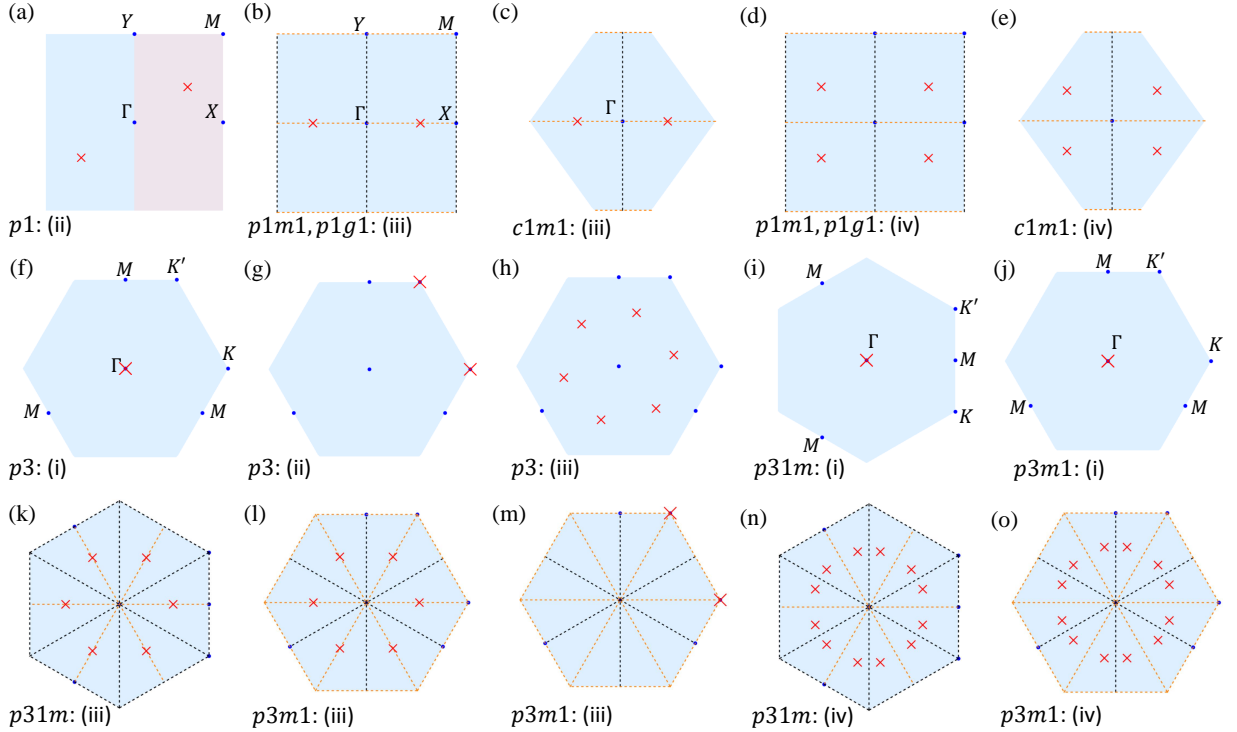 (a) (b) (c) (d) (e)
Y M Y M
Γ X Γ X Γ
p1: (ii) p1m1, p1g1: (iii) c1m1: (iii) p1m1, p1g1: (iv) c1m1: (iv)
(f) (g) (h) (i) (j)
M K′ M M K′
Γ K Γ K′ Γ K
M M M K M M M
p3: (i) p3: (ii) p3: (iii) p31m: (i) p3m1: (i)
(k) (l) (m) (n) (o)
p31m: (iii) p3m1: (iii) p3m1: (iii) p31m: (iv) p3m1: (iv)